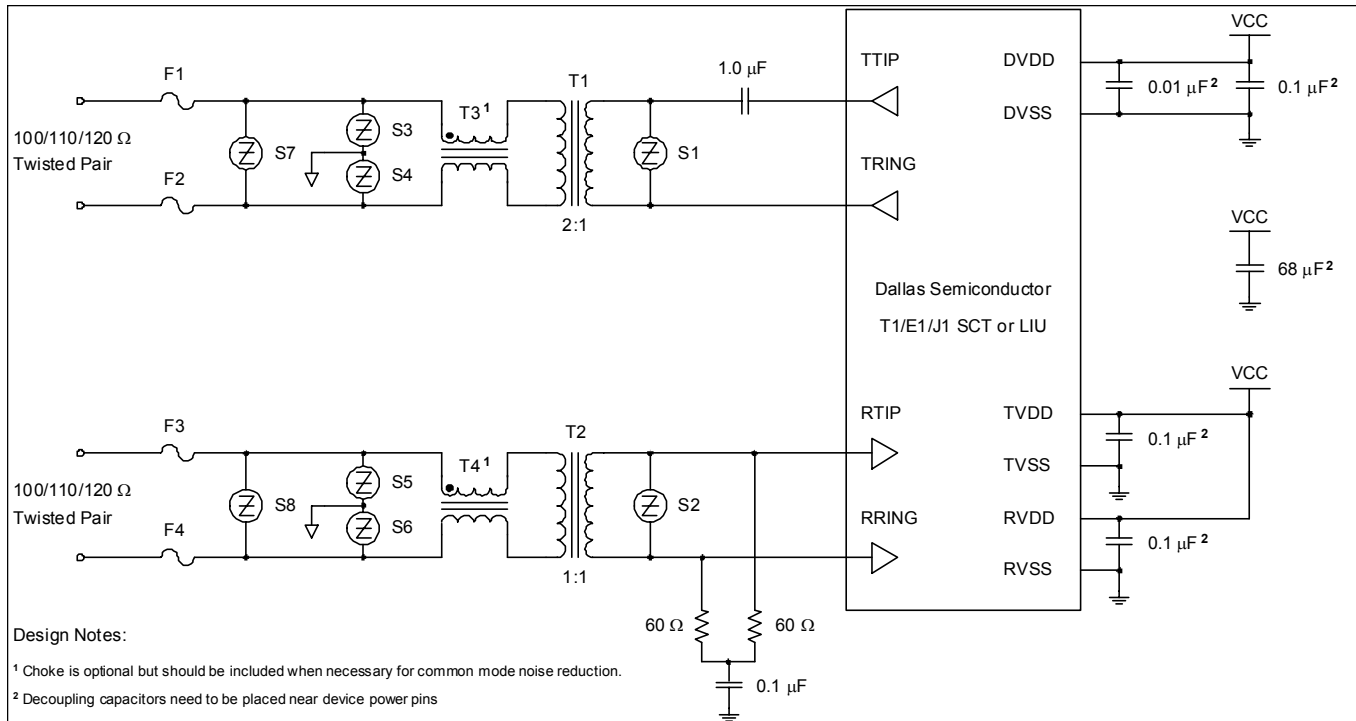 F1
100/110/120 Ω
Twisted Pair
F2
S7
S3
S4
T3¹
T1
2:1
S1
1.0 µF
TTIP
TRING
DVDD
DVSS
VCC
0.01 µF²
0.1 µF²
VCC
68 µF²
Dallas Semiconductor
T1/E1/J1 SCT or LIU
F3
100/110/120 Ω
Twisted Pair
F4
S8
S5
S6
T4¹
T2
1:1
S2
RTIP
RRING
60 Ω
60 Ω
0.1 µF
VCC
TVDD
0.1 µF²
TVSS
RVDD
0.1 µF²
RVSS
Design Notes:
¹ Choke is optional but should be included when necessary for common mode noise reduction.
² Decoupling capacitors need to be placed near device power pins